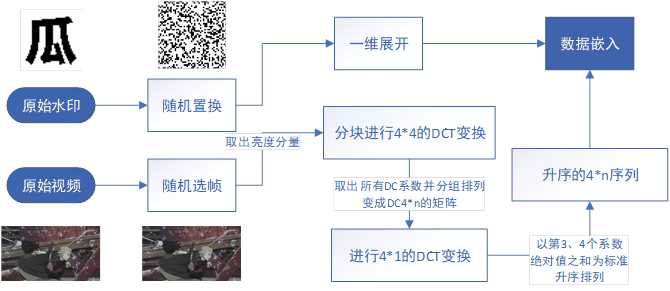 瓜
一维展开
数据嵌入
原始水印
随机置换
取出亮度分量
分块进行4*4的DCT变换
原始视频
随机选帧
取出所有DC系数并分组排列
变成DC4*n的矩阵
升序的4*n序列
进行4*1的DCT变换
以第3、4个系数
绝对值之和为标准
升序排列